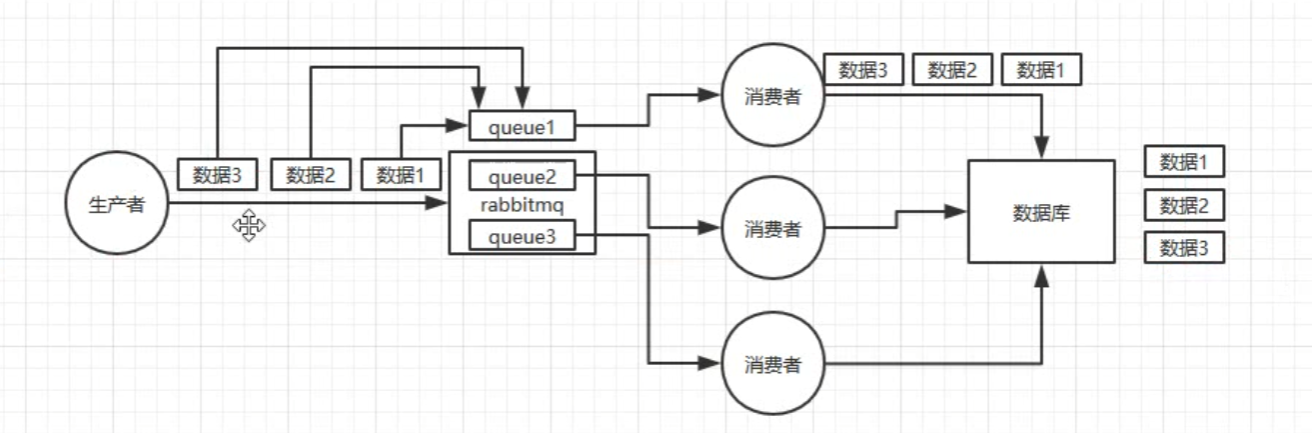 数据3
数据2
数据1
消费者
queue1
数据3
数据2
数据1
生产者
queue2
rabbitmq
queue3
消费者
数据库
数据1
数据2
数据3
消费者